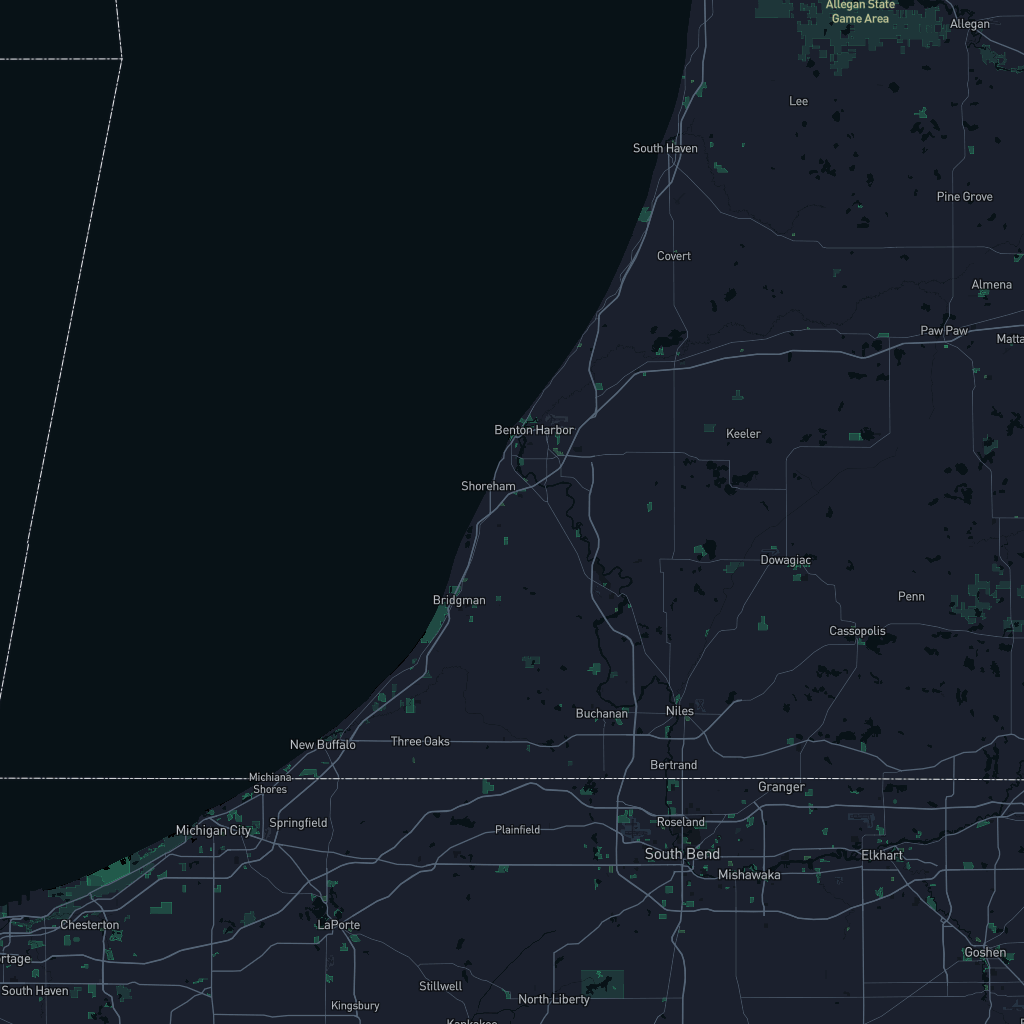 Allegan State
Game Area
Allegan
Lee
South Haven
Pine Grove
Covert
Almena
Paw Paw
Matta
Benton Harbor
Keeler
Shoreham
Dowagiac
Penn
Bridgman
Cassopolis
Buchanan
Niles
New Buffalo
Three Oaks
Bertrand
Michiana
Shores
Granger
Springfield
Roseland
Michigan City
Plainfield
South Bend
Elkhart
Mishawaka
Chesterton
LaPorte
Goshen
ortage
South Haven
Stillwell
North Liberty
Kingsbury
Kankakee